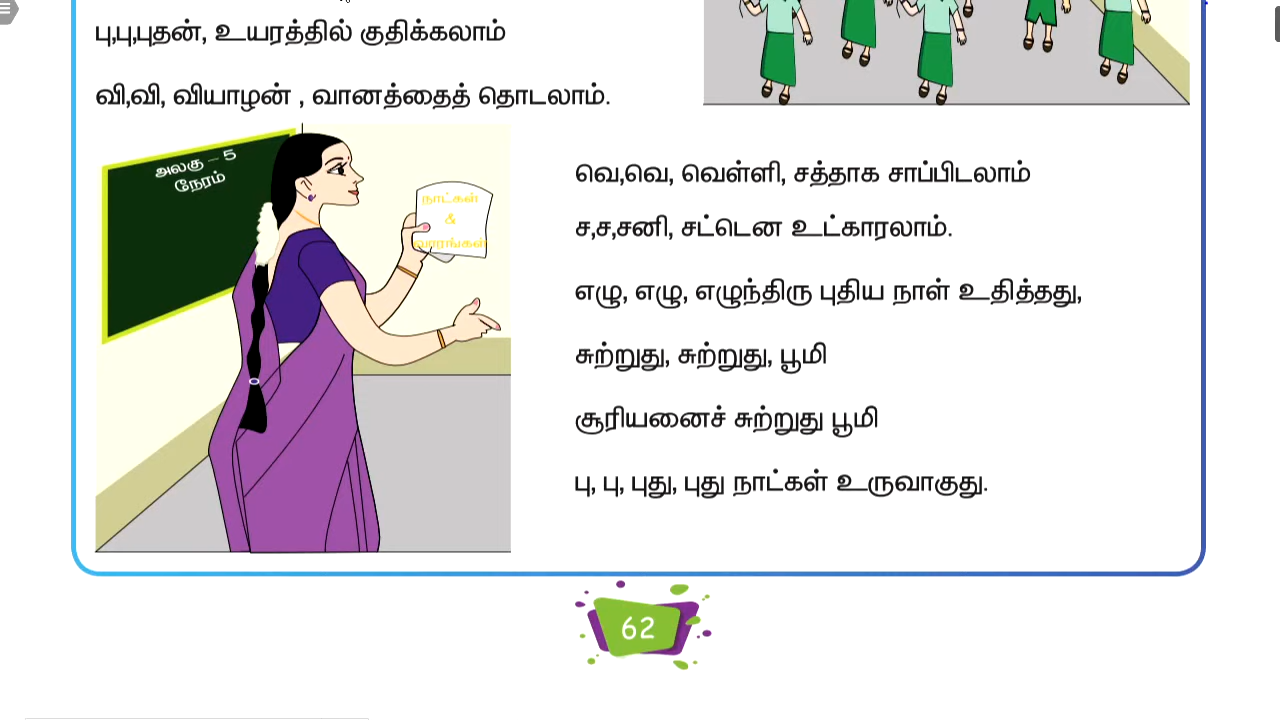 பு,பு,புதன், உயரத்தில் குதிக்கலாம்
வி,வி, வியாழன் , வானத்தைத் தொடலாம்.
அலகு – 5
நேரம்
நாட்கள்
&
வாரங்கள்
வெ,வெ, வெள்ளி, சத்தாக சாப்பிடலாம்
ச,ச,சனி, சட்டென உட்காரலாம்.
எழு, எழு, எழுந்திரு புதிய நாள் உதித்தது,
சுற்றுது, சுற்றுது, பூமி
சூரியனைச் சுற்றுது பூமி
பு, பு, புது, புது நாட்கள் உருவாகுது.
62